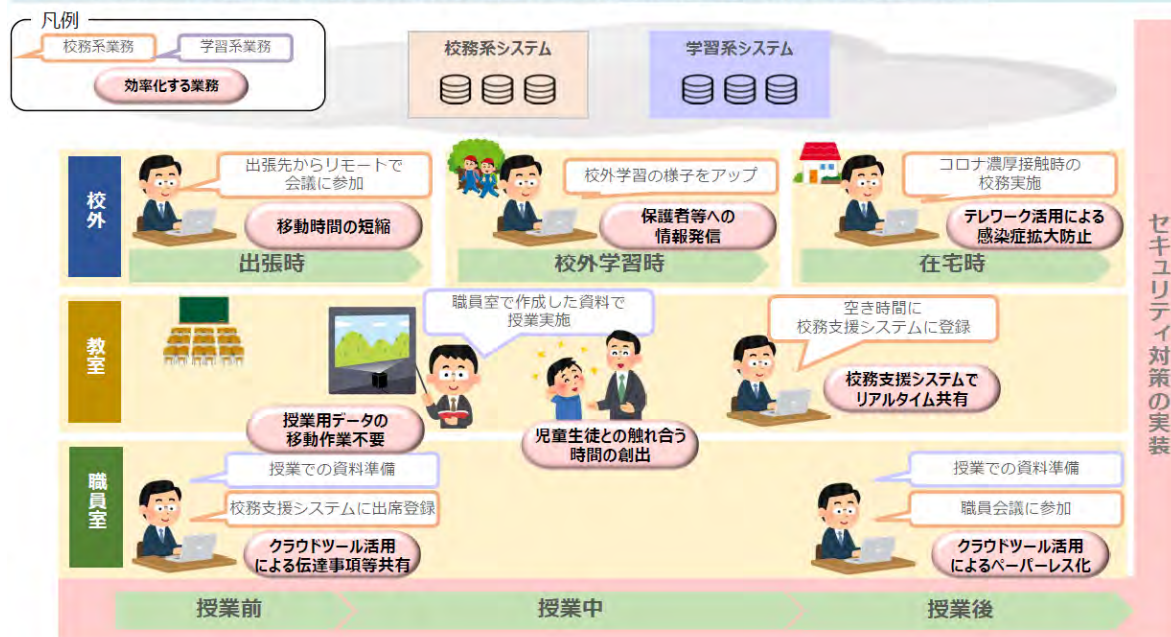 凡例
校務系業務
学習系業務
効率化する業務
校務系システム
学習系システム
校外
出張先からリモートで
会議に参加
移動時間の短縮
出張時
校外学習の様子をアップ
保護者等への
情報発信
校外学習時
コロナ濃厚接触時の
校務実施
テレワーク活用による
感染症拡大防止
在宅時
教室
職員室で作成した資料で
授業実施
授業用データの
移動作業不要
児童生徒との触れ合う
時間の創出
空き時間に
校務支援システムに登録
校務支援システムで
リアルタイム共有
職員室
授業での資料準備
校務支援システムに出席登録
クラウドツール活用
による伝達事項等共有
授業での資料準備
職員会議に参加
クラウドツール活用
によるペーパーレス化
授業前
授業中
授業後
セキュリティ対策の実装